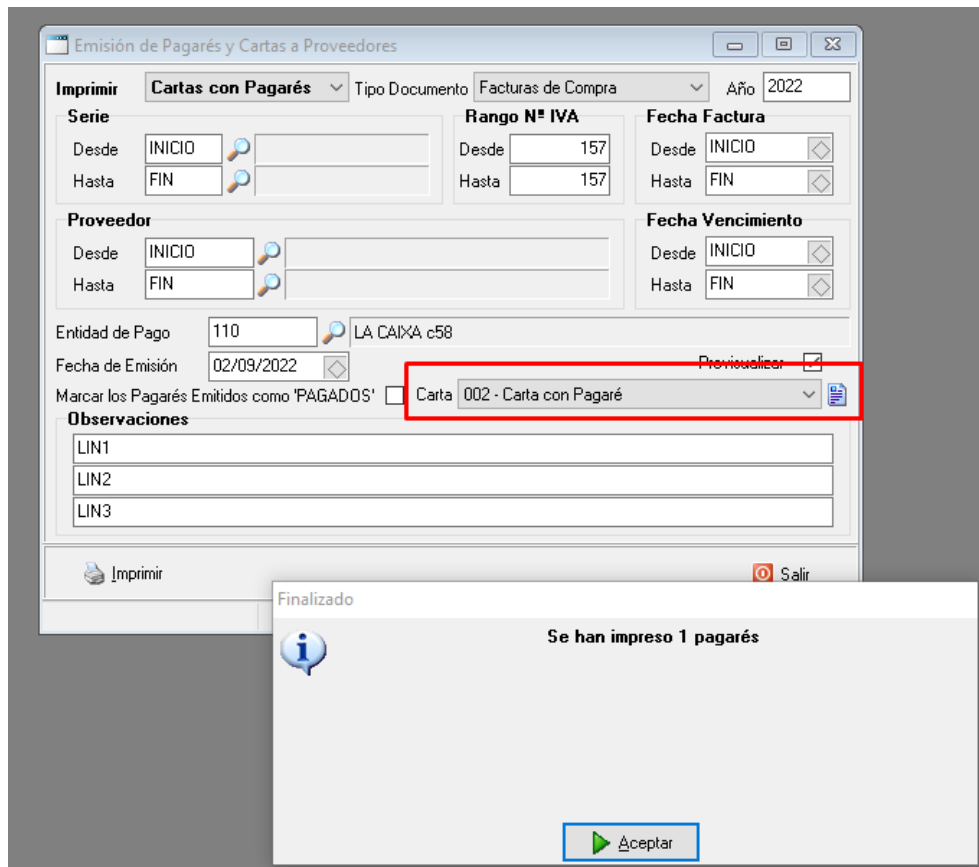 Emisión de Pagarés y Cartas a Proveedores
Imprimir Cartas con Pagarés Tipo Documento Facturas de Compra Año 2022
Serie Rango Nº IVA Fecha Factura
Desde INICIO Desde 157 Desde INICIO
Hasta FIN Hasta 157 Hasta FIN
Proveedor Fecha Vencimiento
Desde INICIO Desde INICIO
Hasta FIN Hasta FIN
Entidad de Pago 110 LA CAIXA c58
Fecha de Emisión 02/09/2022 Previsualizar
Marcar los Pagarés Emitidos como 'PAGADOS' Carta 002 - Carta con Pagaré
Observaciones
LIN1
LIN2
LIN3
Imprimir Salir
Finalizado
Se han impreso 1 pagarés
Aceptar